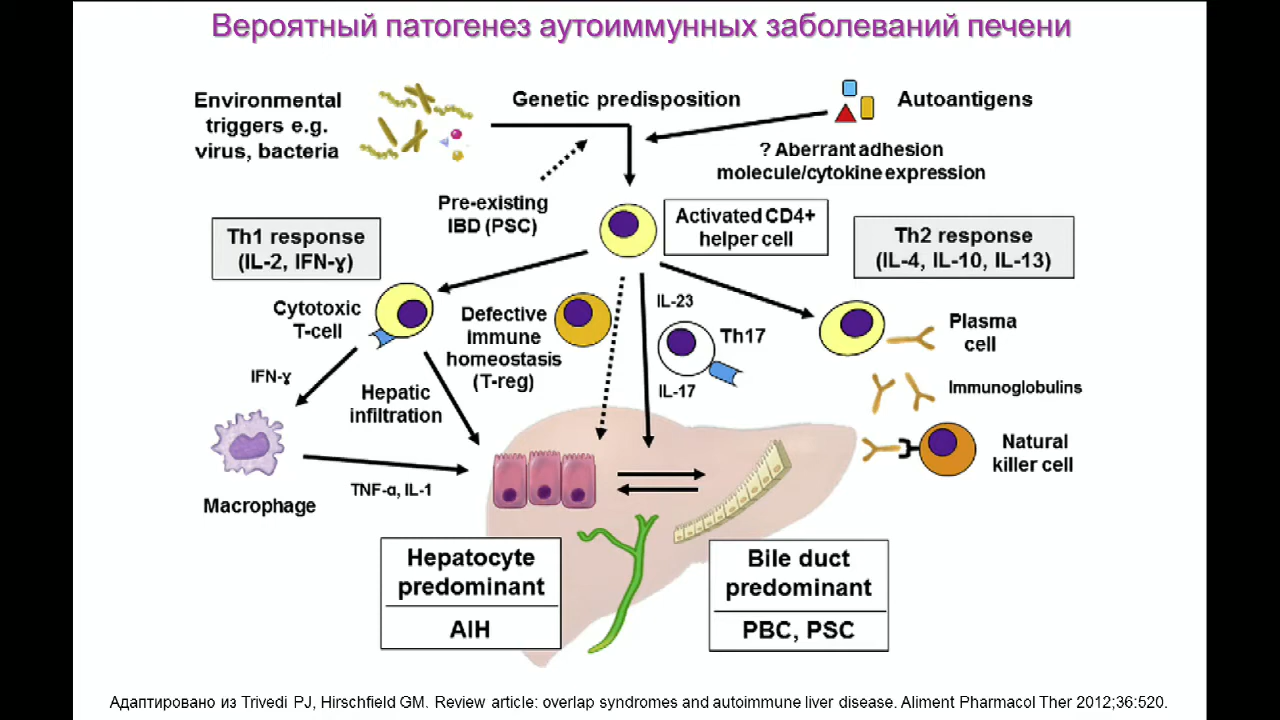 Вероятный патогенез аутоиммунных заболеваний печени
Environmental
triggers e.g.
virus, bacteria
Genetic predisposition
Autoantigens
? Aberrant adhesion
molecule/cytokine expression
Pre-existing
IBD (PSC)
Activated CD4+
helper cell
Th1 response
(IL-2, IFN-ɣ)
Th2 response
(IL-4, IL-10, IL-13)
Cytotoxic
T-cell
Defective
immune
homeostasis
(T-reg)
IL-23
Th17
IL-17
Plasma
cell
IFN-ɣ
Hepatic
infiltration
Immunoglobulins
Natural
killer cell
Macrophage
TNF-α, IL-1
Hepatocyte
predominant
AIH
Bile duct
predominant
PBC, PSC
Адаптировано из Trivedi PJ, Hirschfield GM. Review article: overlap syndromes and autoimmune liver disease. Aliment Pharmacol Ther 2012;36:520.